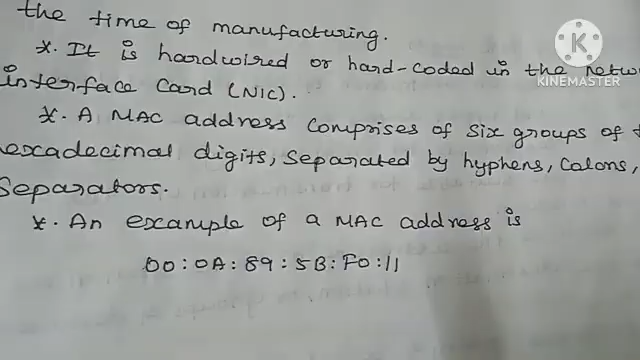 the time of manufacturing.
*. It is hardwired or hard-coded in the netwo
interface card (NIC).
*. A MAC address comprises of six groups of t
hexadecimal digits, separated by hyphens, colons,
separators.
*. An example of a MAC address is
00:0A:89:5B:F0:11
KINEMASTER